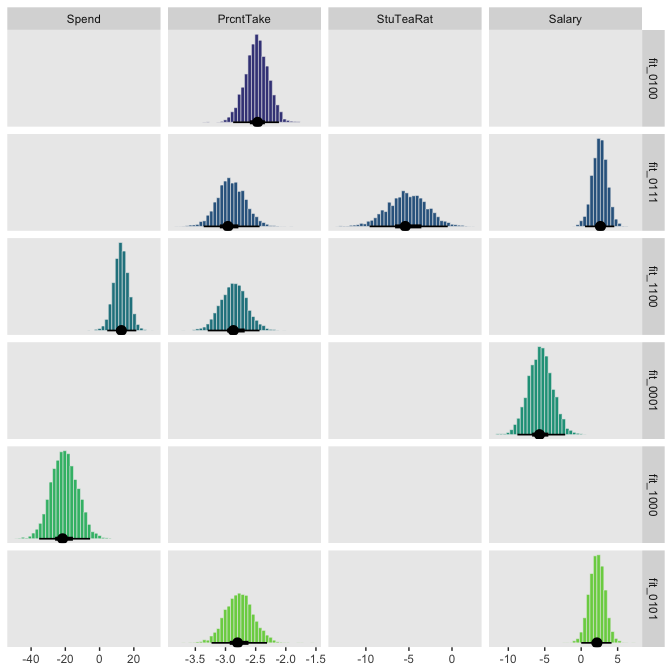 Spend PrcntTake StuTeaRat Salary
fit_0100
fit_0111
fit_1100
fit_0001
fit_1000
fit_0101
-40 -20 0 20 -3.5 -3.0 -2.5 -2.0 -1.5 -10 -5 0 -10 -5 0 5